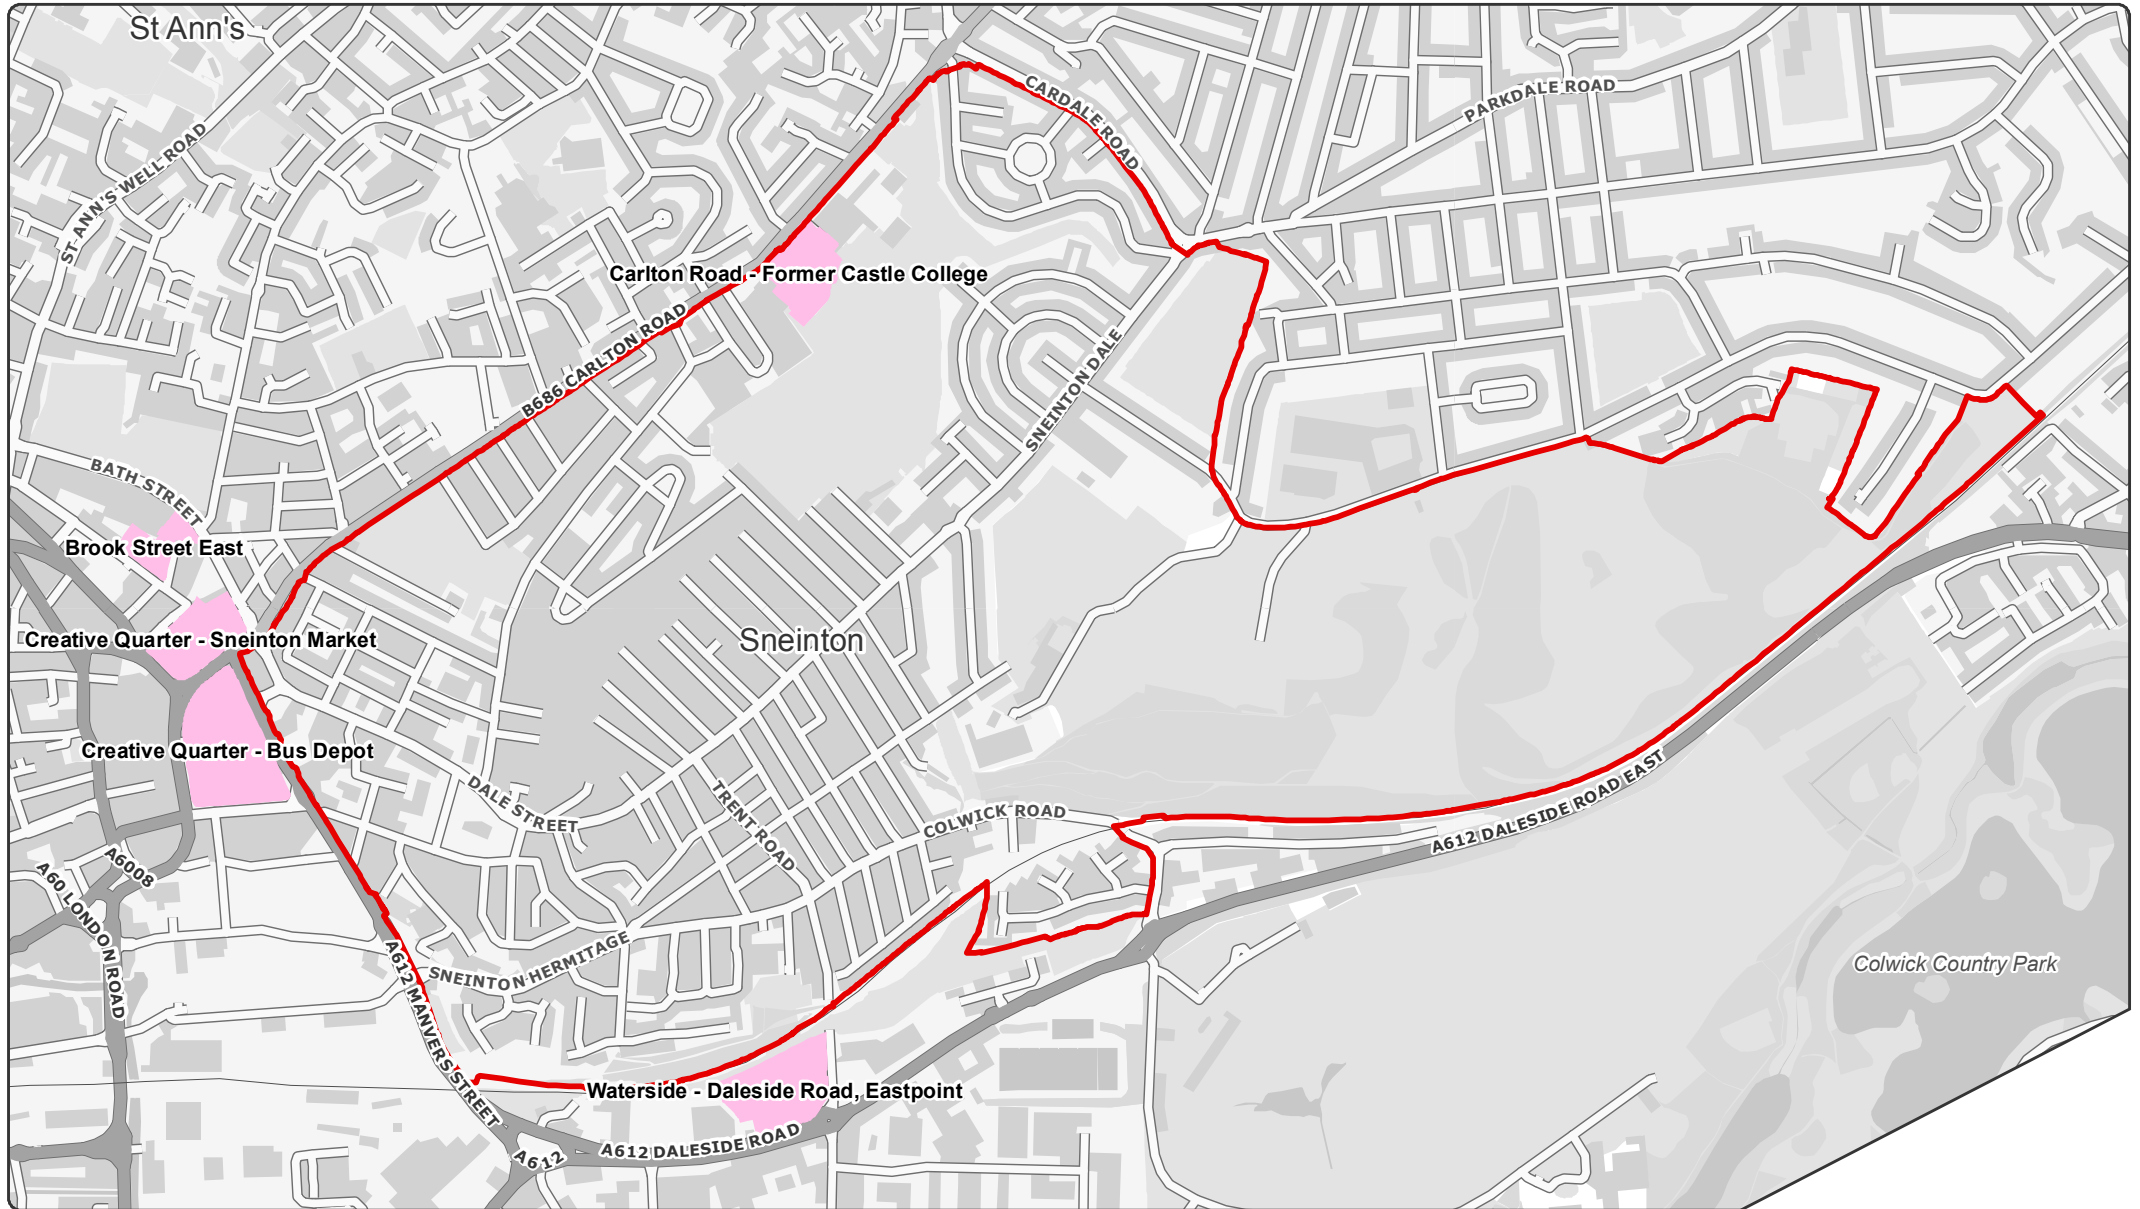 St Ann's
CARDALE ROAD
PARKDALE ROAD
ST ANN'S WELL ROAD
Carlton Road - Former Castle College
B686 CARLTON ROAD
SNEINTON DALE
BATH STREET
Brook Street East
Creative Quarter - Sneinton Market
Sneinton
Creative Quarter - Bus Depot
DALE STREET
TRENT ROAD
COLWICK ROAD
A612 DALESIDE ROAD EAST
A6008
A60 LONDON ROAD
SNEINTON HERMITAGE
A612 MANVERS STREET
Colwick Country Park
Waterside - Daleside Road, Eastpoint
A612 DALESIDE ROAD
A612